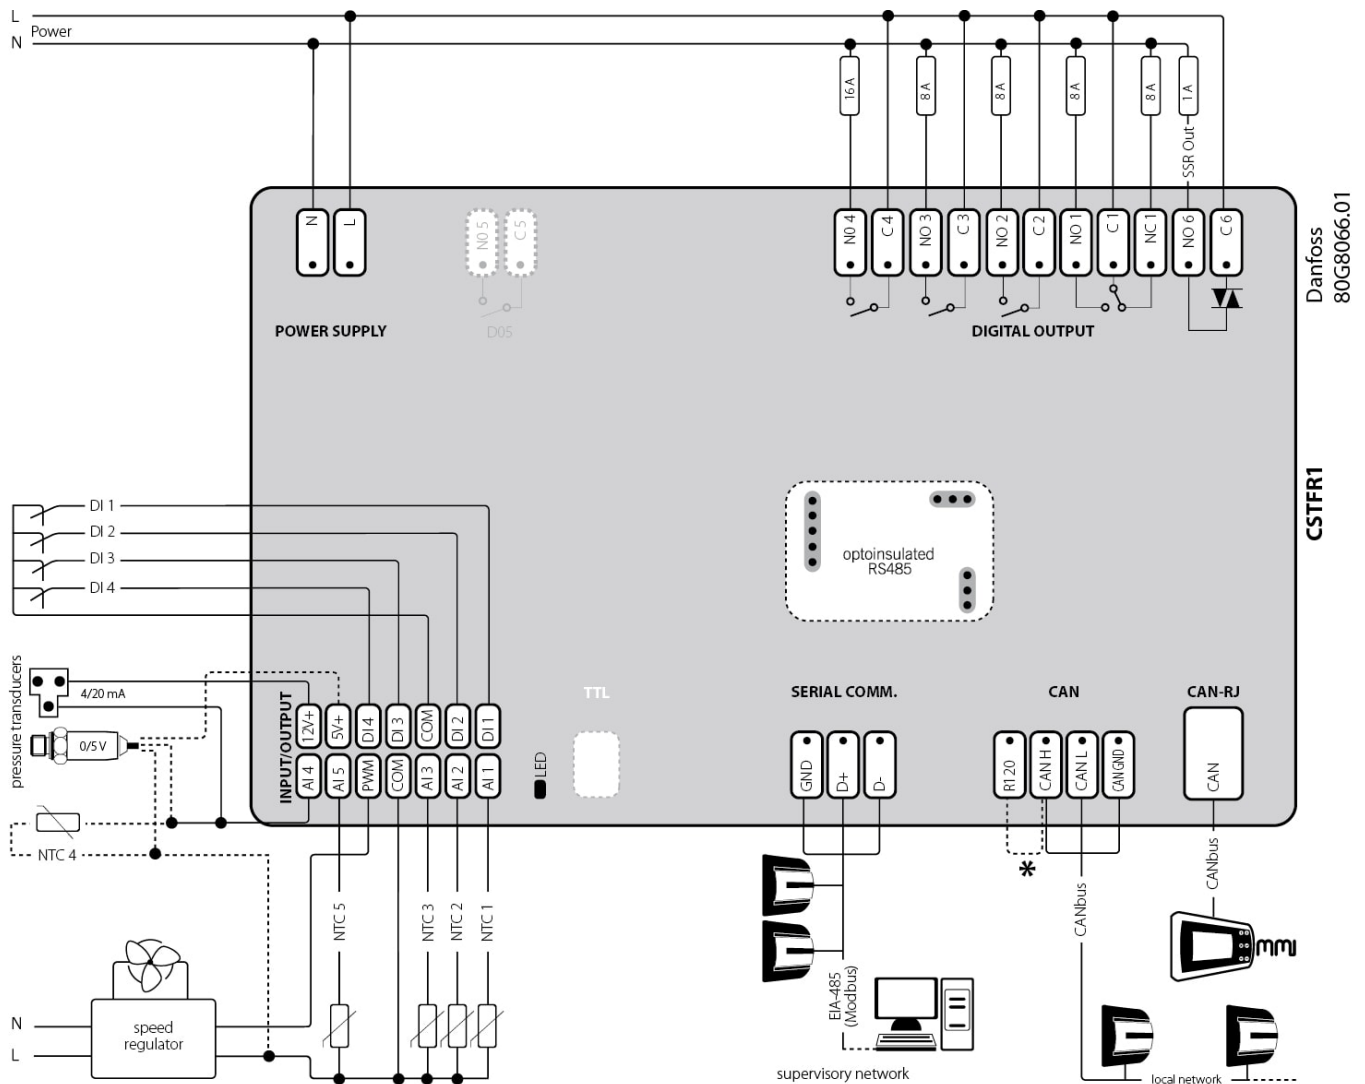 L
Power
N
16 A
8 A
8 A
8 A
8 A
1 A
SSR Out
N
L
N0 5
C 5
N0 4
C 4
NO 3
C 3
NO 2
C 2
NO 1
C 1
NC 1
NO 6
C 6
POWER SUPPLY
D05
DIGITAL OUTPUT
Danfoss
80G8066.01
CSTFR1
DI 1
DI 2
DI 3
DI 4
optoinsulated
RS485
pressure transducers
4/20 mA
0/5 V
INPUT/OUTPUT
12V+
5V+
DI 4
DI 3
COM
DI 2
DI 1
AI 4
AI 5
PWM
COM
AI 3
AI 2
AI 1
LED
TTL
SERIAL COMM.
GND
D+
D-
CAN
R120
CAN H
CAN L
CAN GND
CAN-RJ
CAN
NTC 4
NTC 5
NTC 3
NTC 2
NTC 1
*
CANbus
CANbus
MMI
EIA-485
(Modbus)
N
L
speed
regulator
supervisory network
local network